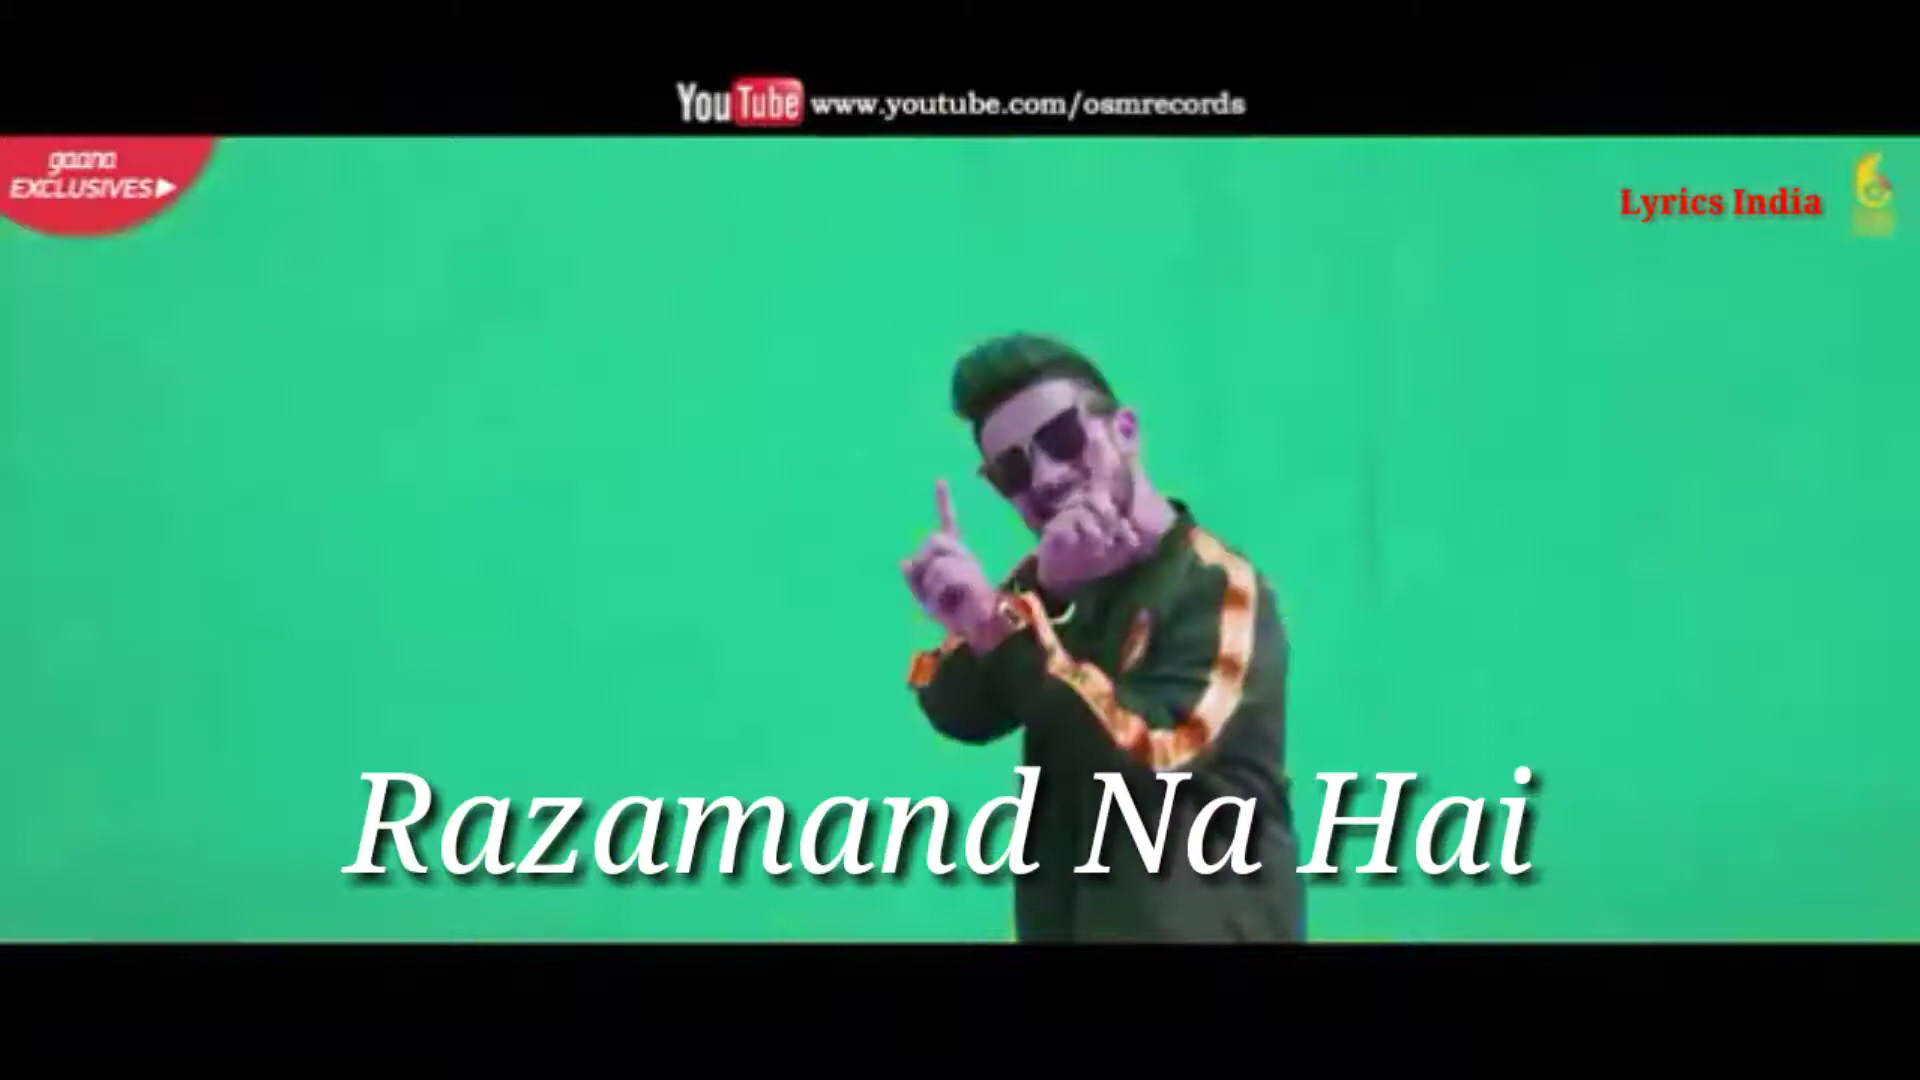 YouTube www.youtube.com/osmrecords
gaana
EXCLUSIVES
Lyrics India
Razamand Na Hai